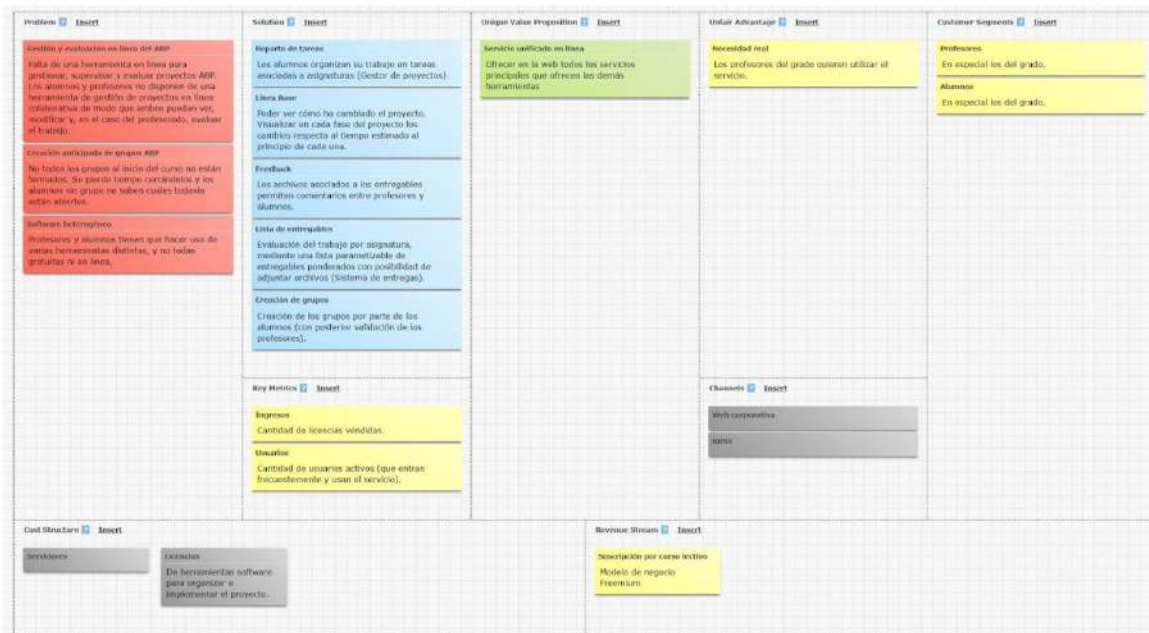 Problem ? Insert
Gestión y evaluación en línea del ABP
Falta de una herramienta en línea para
gestionar, supervisar y evaluar proyectos ABP.
Los alumnos y profesores no disponen de una
herramienta de gestión de proyectos en línea
colaborativa de modo que ambos puedan ver,
modificar y, en el caso del profesorado, evaluar
el trabajo.
Creación anticipada de grupos ABP
No todos los grupos al inicio del curso no están
formados. Se pierde tiempo cerrándolos y los
alumnos sin grupo no saben cuáles todavía
están abiertos.
Software heterogéneo
Profesores y alumnos tienen que hacer uso de
varias herramientas distintas, y no todas
gratuitas ni en línea.
Solution ? Insert
Reparto de tareas
Los alumnos organizan su trabajo en tareas
asociadas a asignaturas (Gestor de proyectos).
Línea Base
Poder ver cómo ha cambiado el proyecto.
Visualizar en cada fase del proyecto los
cambios respecto al tiempo estimado al
principio de cada una.
Feedback
Los archivos asociados a los entregables
permiten comentarios entre profesores y
alumnos.
Lista de entregables
Evaluación del trabajo por asignatura,
mediante una lista parametizable de
entregables ponderados con posibilidad de
adjuntar archivos (Sistema de entregas).
Creación de grupos
Creación de los grupos por parte de los
alumnos (con posterior validación de los
profesores).
Key Metrics ? Insert
Ingresos
Cantidad de licencias vendidas.
Usuarios
Cantidad de usuarios activos (que entran
frecuentemente y usan el servicio).
Unique Value Proposition ? Insert
Servicio unificado en línea
Ofrecer en la web todos los servicios
principales que ofrecen las demás
herramientas
Unfair Advantage ? Insert
Necesidad real
Los profesores del grado quieren utilizar el
servicio.
Channels ? Insert
Web corporativa
Customer Segments ? Insert
Profesores
En especial los del grado.
Alumnos
En especial los del grado.
Cost Structure ? Insert
Servidores
Licencias
De herramientas software
para organizar e
implementar el proyecto.
Revenue Stream ? Insert
Suscripción por curso lectivo
Modelo de negocio
Freemium.